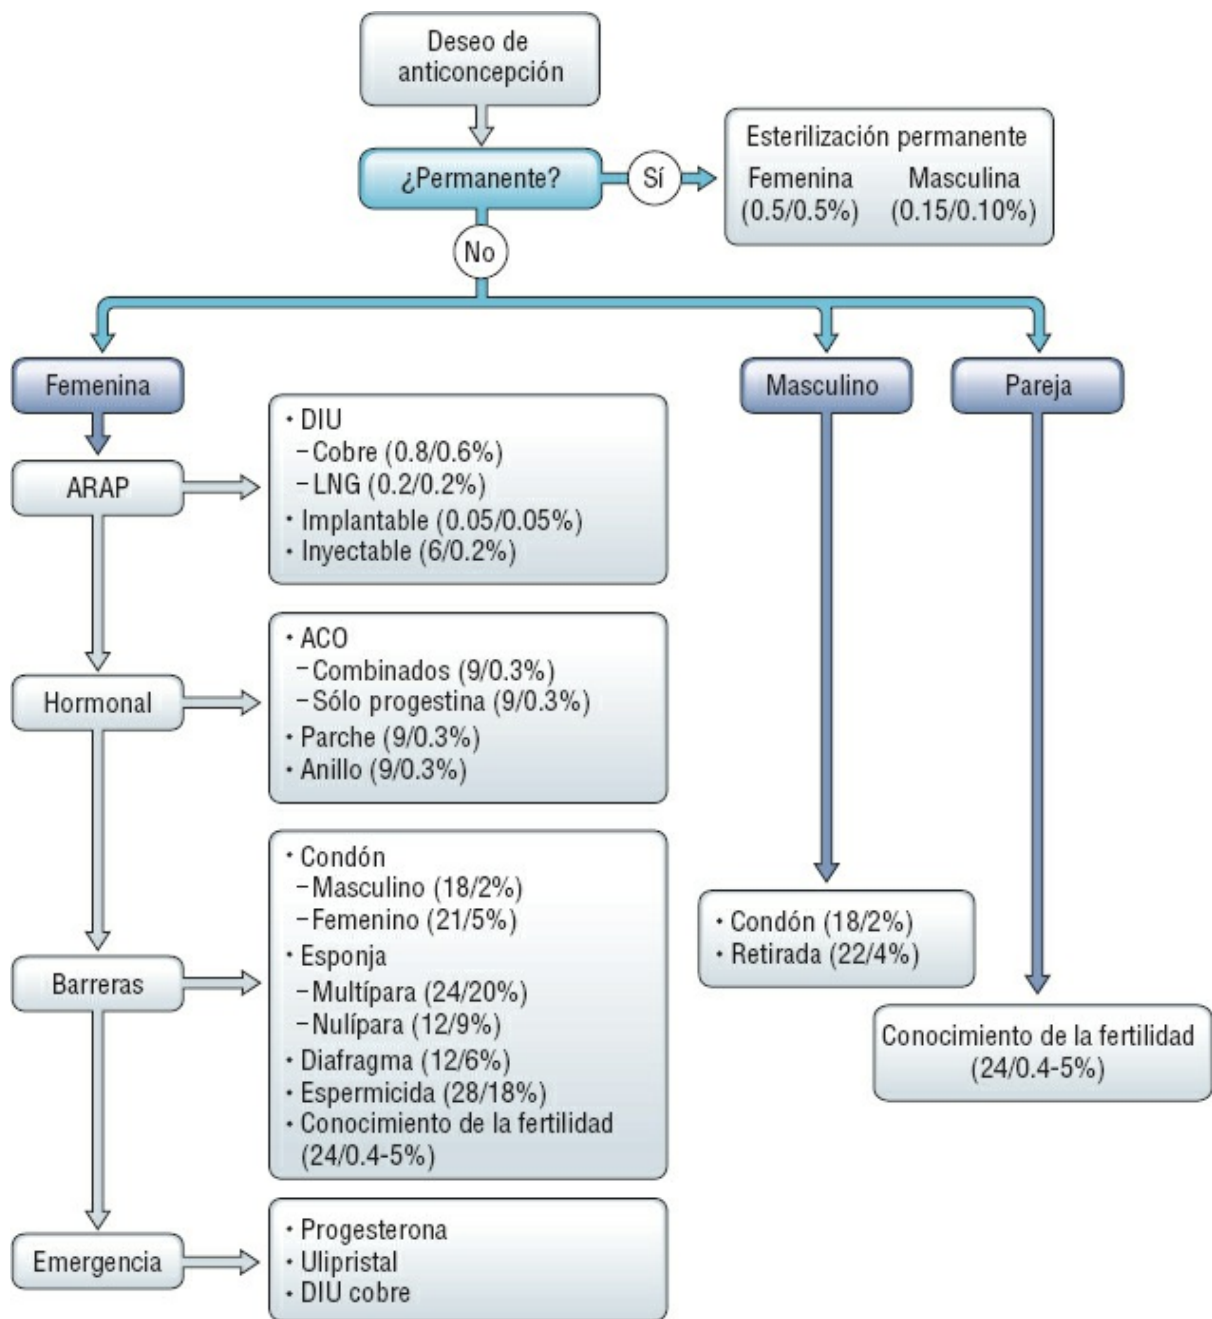 Deseo de
anticoncepción
¿Permanente?
Sí
Esterilización permanente
Femenina Masculina
(0.5/0.5%) (0.15/0.10%)
No
Femenina
Masculino
Pareja
ARAP
• DIU
–Cobre (0.8/0.6%)
–LNG (0.2/0.2%)
• Implantable (0.05/0.05%)
• Inyectable (6/0.2%)
Hormonal
• ACO
–Combinados (9/0.3%)
–Sólo progestina (9/0.3%)
• Parche (9/0.3%)
• Anillo (9/0.3%)
Barreras
• Condón
–Masculino (18/2%)
–Femenino (21/5%)
• Esponja
–Multípara (24/20%)
–Nulípara (12/9%)
• Diafragma (12/6%)
• Espermicida (28/18%)
• Conocimiento de la fertilidad
(24/0.4-5%)
• Condón (18/2%)
• Retirada (22/4%)
Conocimiento de la fertilidad
(24/0.4-5%)
Emergencia
• Progesterona
• Ulipristal
• DIU cobre